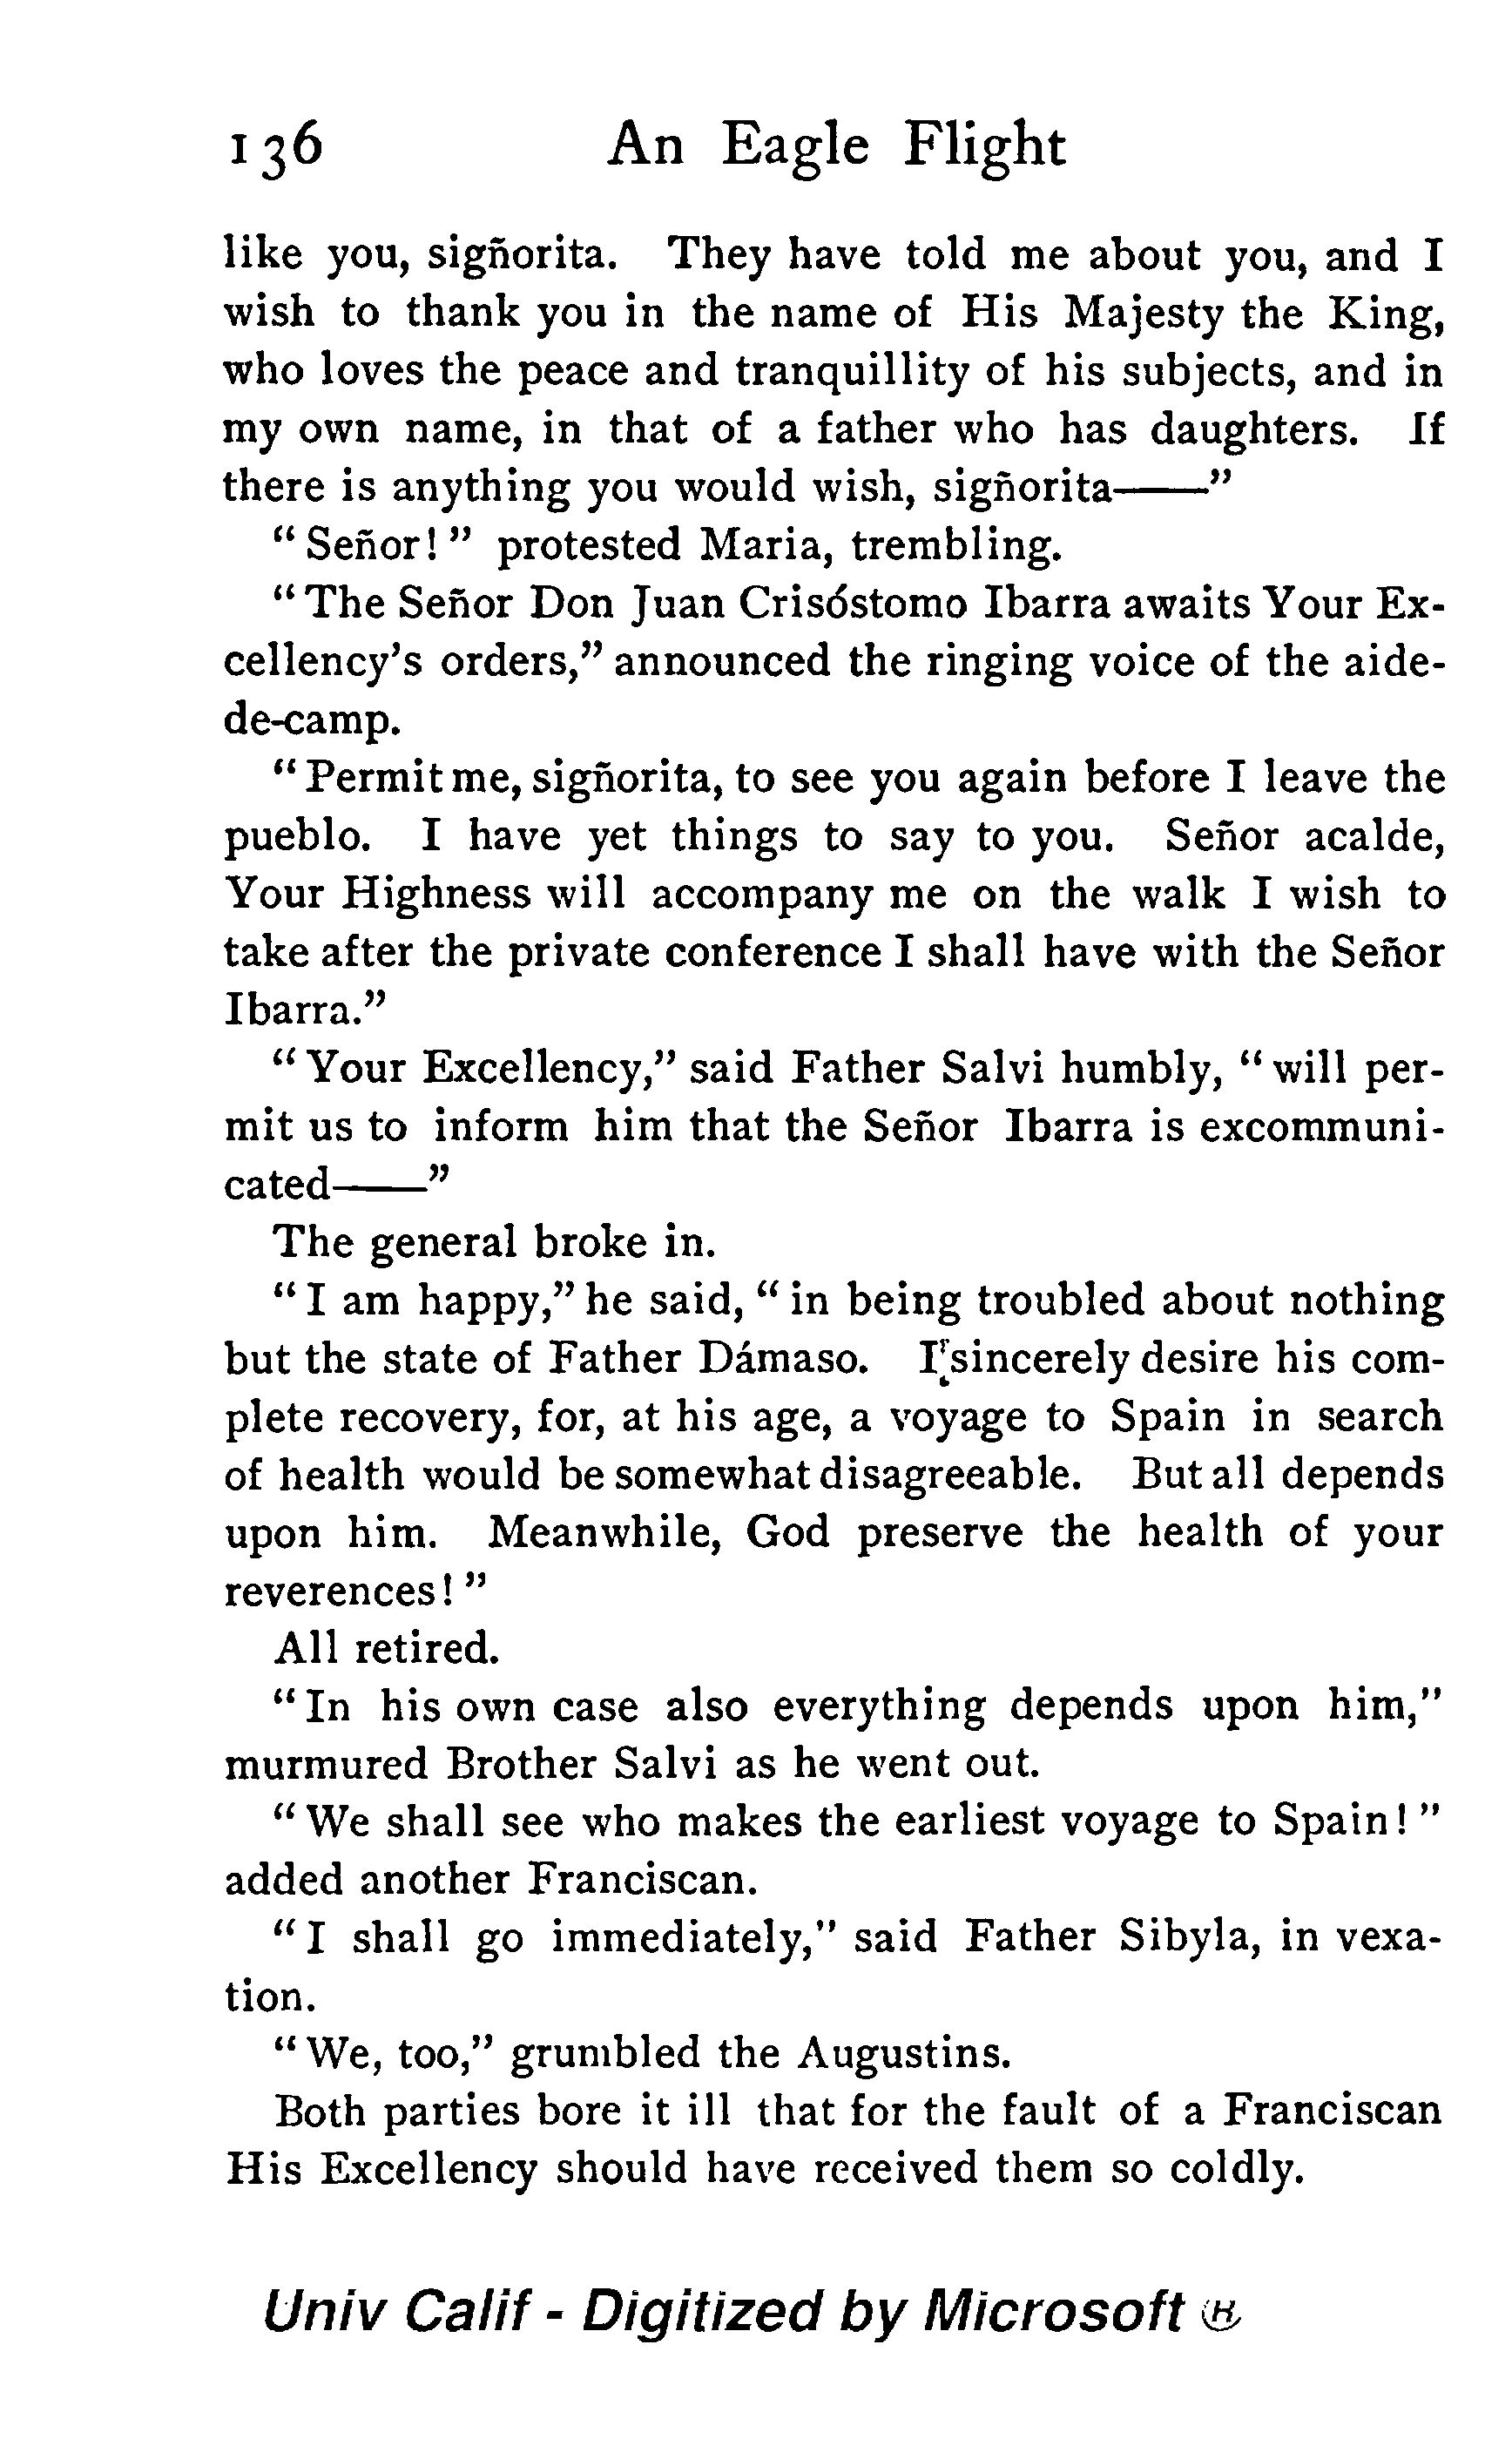 136 An Eagle Flight
like you, sigñorita. They have told me about you, and I
wish to thank you in the name of His Majesty the King,
who loves the peace and tranquillity of his subjects, and in
my own name, in that of a father who has daughters. If
there is anything you would wish, sigñorita——"
"Señor!" protested Maria, trembling.
"The Señor Don Juan Crisóstomo Ibarra awaits Your Ex-
cellency's orders," announced the ringing voice of the aide-
de-camp.
"Permit me, sigñorita, to see you again before I leave the
pueblo. I have yet things to say to you. Señor acalde,
Your Highness will accompany me on the walk I wish to
take after the private conference I shall have with the Señor
Ibarra."
"Your Excellency," said Father Salvi humbly, "will per-
mit us to inform him that the Señor Ibarra is excommuni-
cated——"
The general broke in.
"I am happy," he said, "in being troubled about nothing
but the state of Father Dámaso. I sincerely desire his com-
plete recovery, for, at his age, a voyage to Spain in search
of health would be somewhat disagreeable. But all depends
upon him. Meanwhile, God preserve the health of your
reverences!"
All retired.
"In his own case also everything depends upon him,"
murmured Brother Salvi as he went out.
"We shall see who makes the earliest voyage to Spain!"
added another Franciscan.
"I shall go immediately," said Father Sibyla, in vexa-
tion.
"We, too," grumbled the Augustins.
Both parties bore it ill that for the fault of a Franciscan
His Excellency should have received them so coldly.
Univ Calif - Digitized by Microsoft ®